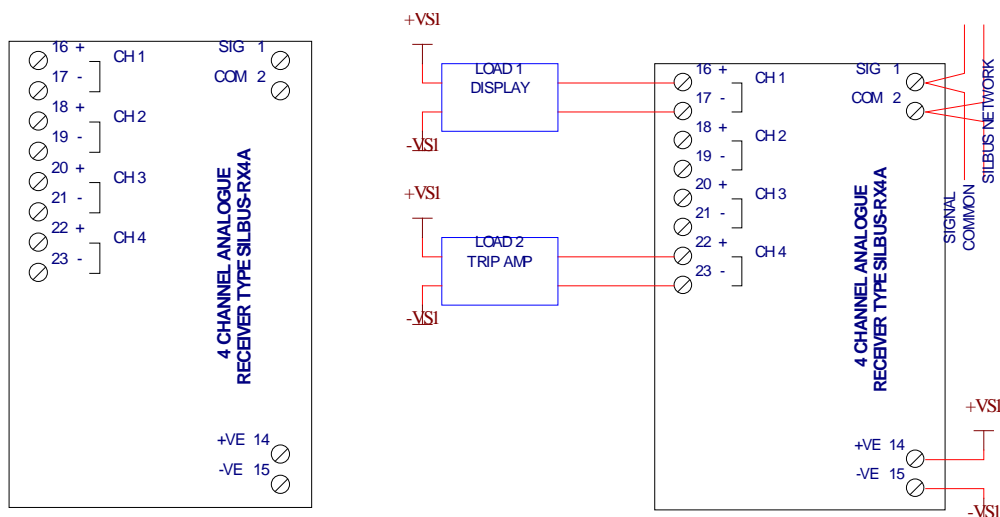 16 +
CH 1
17 -
18 +
CH 2
19 -
20 +
CH 3
21 -
22 +
CH 4
23 -
SIG 1
COM 2
4 CHANNEL ANALOGUE
RECEIVER TYPE SILBUS-RX4A
+VE 14
-VE 15
+VS1
LOAD 1
DISPLAY
-VS1
+VS1
LOAD 2
TRIP AMP
-VS1
16 +
CH 1
17 -
18 +
CH 2
19 -
20 +
CH 3
21 -
22 +
CH 4
23 -
SIG 1
COM 2
4 CHANNEL ANALOGUE
RECEIVER TYPE SILBUS-RX4A
+VE 14
-VE 15
SIGNAL
COMMON
SILBUS NETWORK
+VS1
-VS1